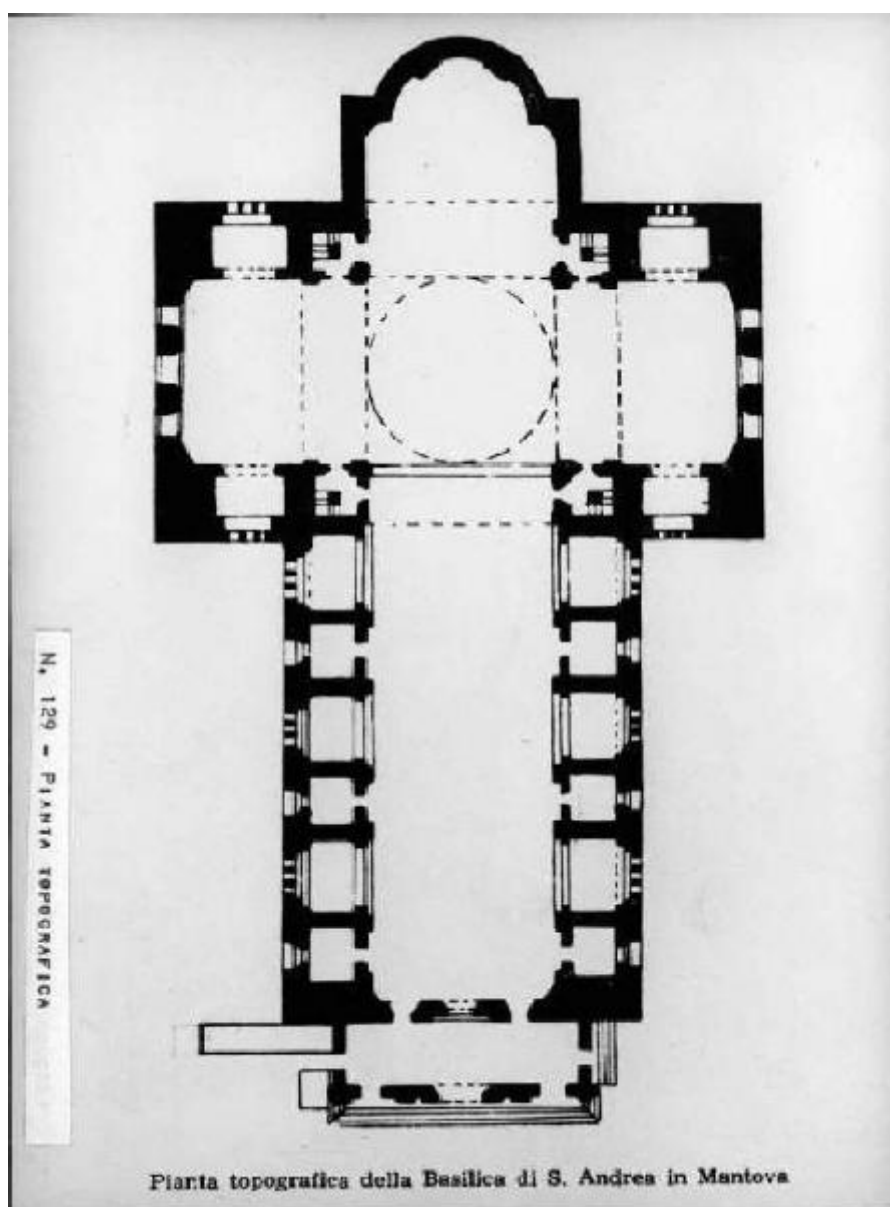 N. 129 - PIANTA TOPOGRAFICA
Pianta topografica della Basilica di S. Andrea in Mantova